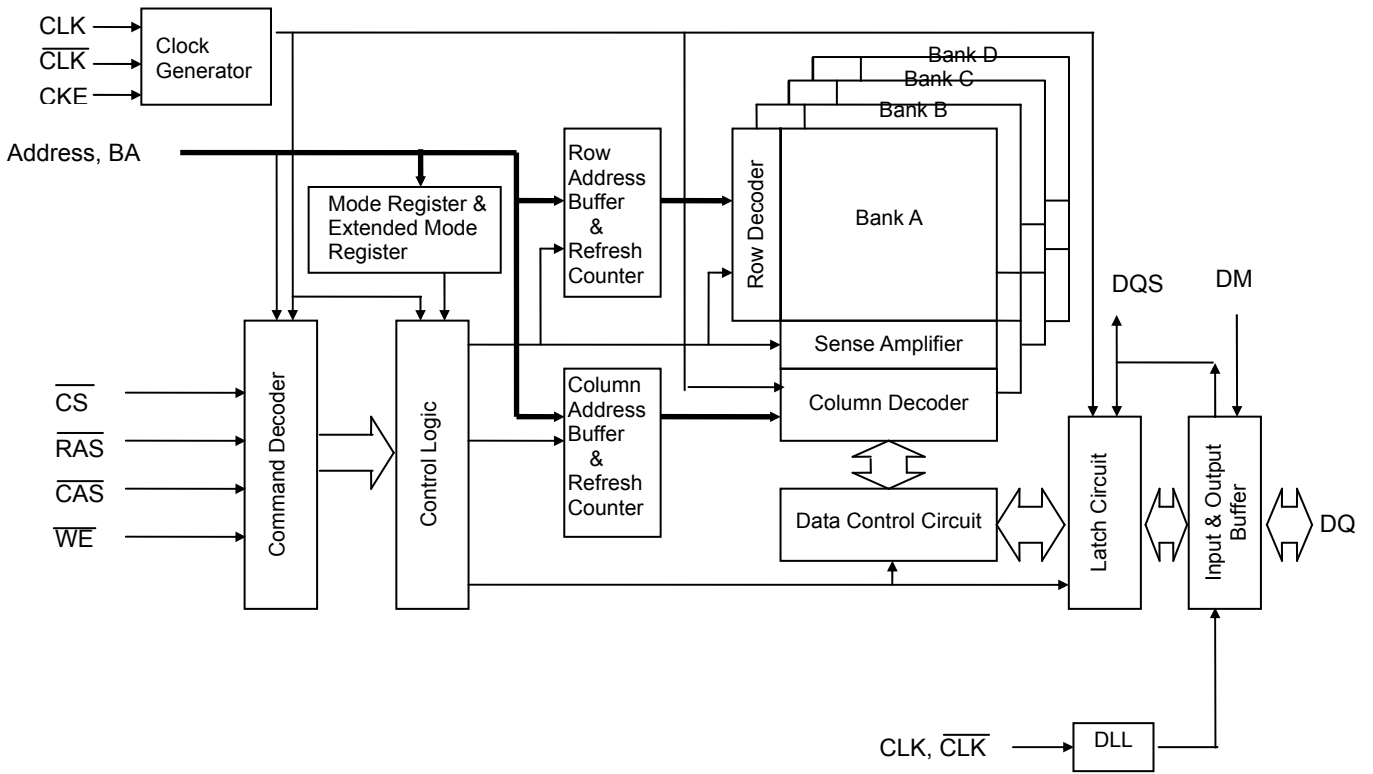 CLK
CLK
CKE
Clock
Generator
Bank D
Bank C
Bank B
Address, BA
Row
Address
Buffer
&
Refresh
Counter
Row Decoder
Bank A
Mode Register &
Extended Mode
Register
DQS
DM
Sense Amplifier
Column Decoder
Command Decoder
Control Logic
Column
Address
Buffer
&
Refresh
Counter
CS
RAS
CAS
WE
Data Control Circuit
Latch Circuit
Input & Output
Buffer
DQ
CLK, CLK
DLL